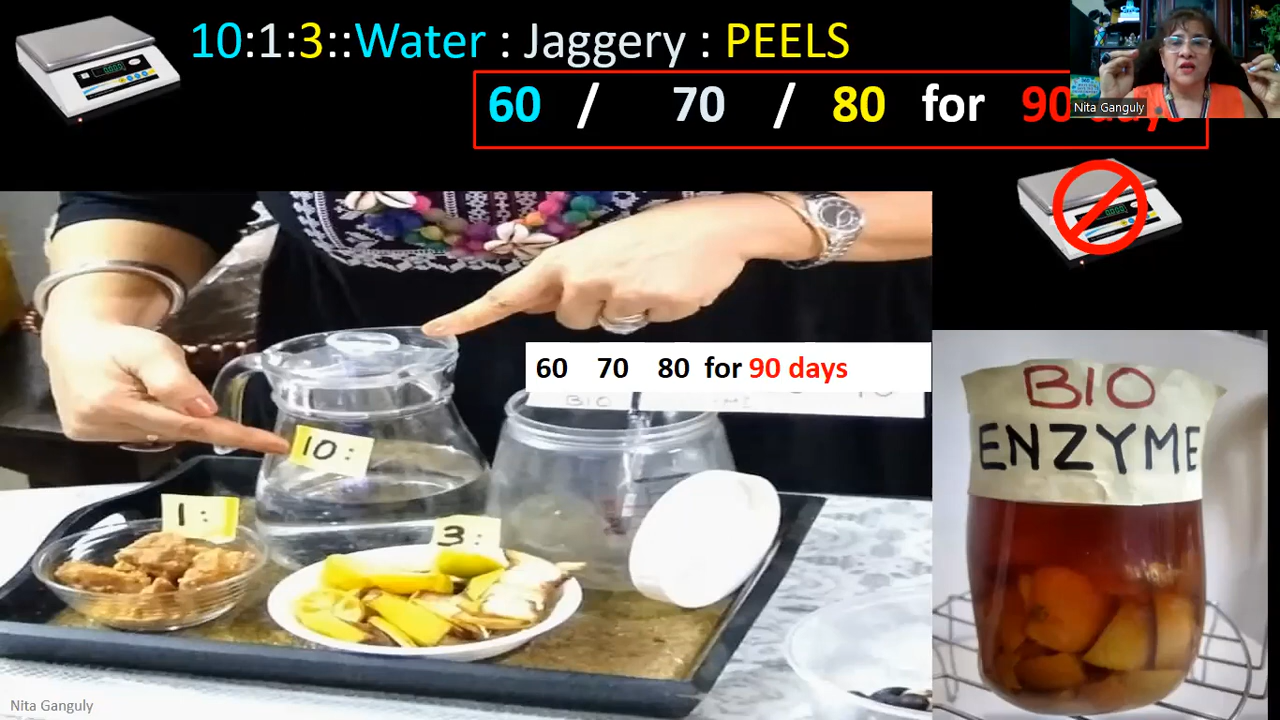 10:1:3::Water : Jaggery : PEELS
60 / 70 / 80 for 90 days
Nita Ganguly
60 70 80 for 90 days
BIO
10:
1:
3:
BIO
ENZYME
Nita Ganguly